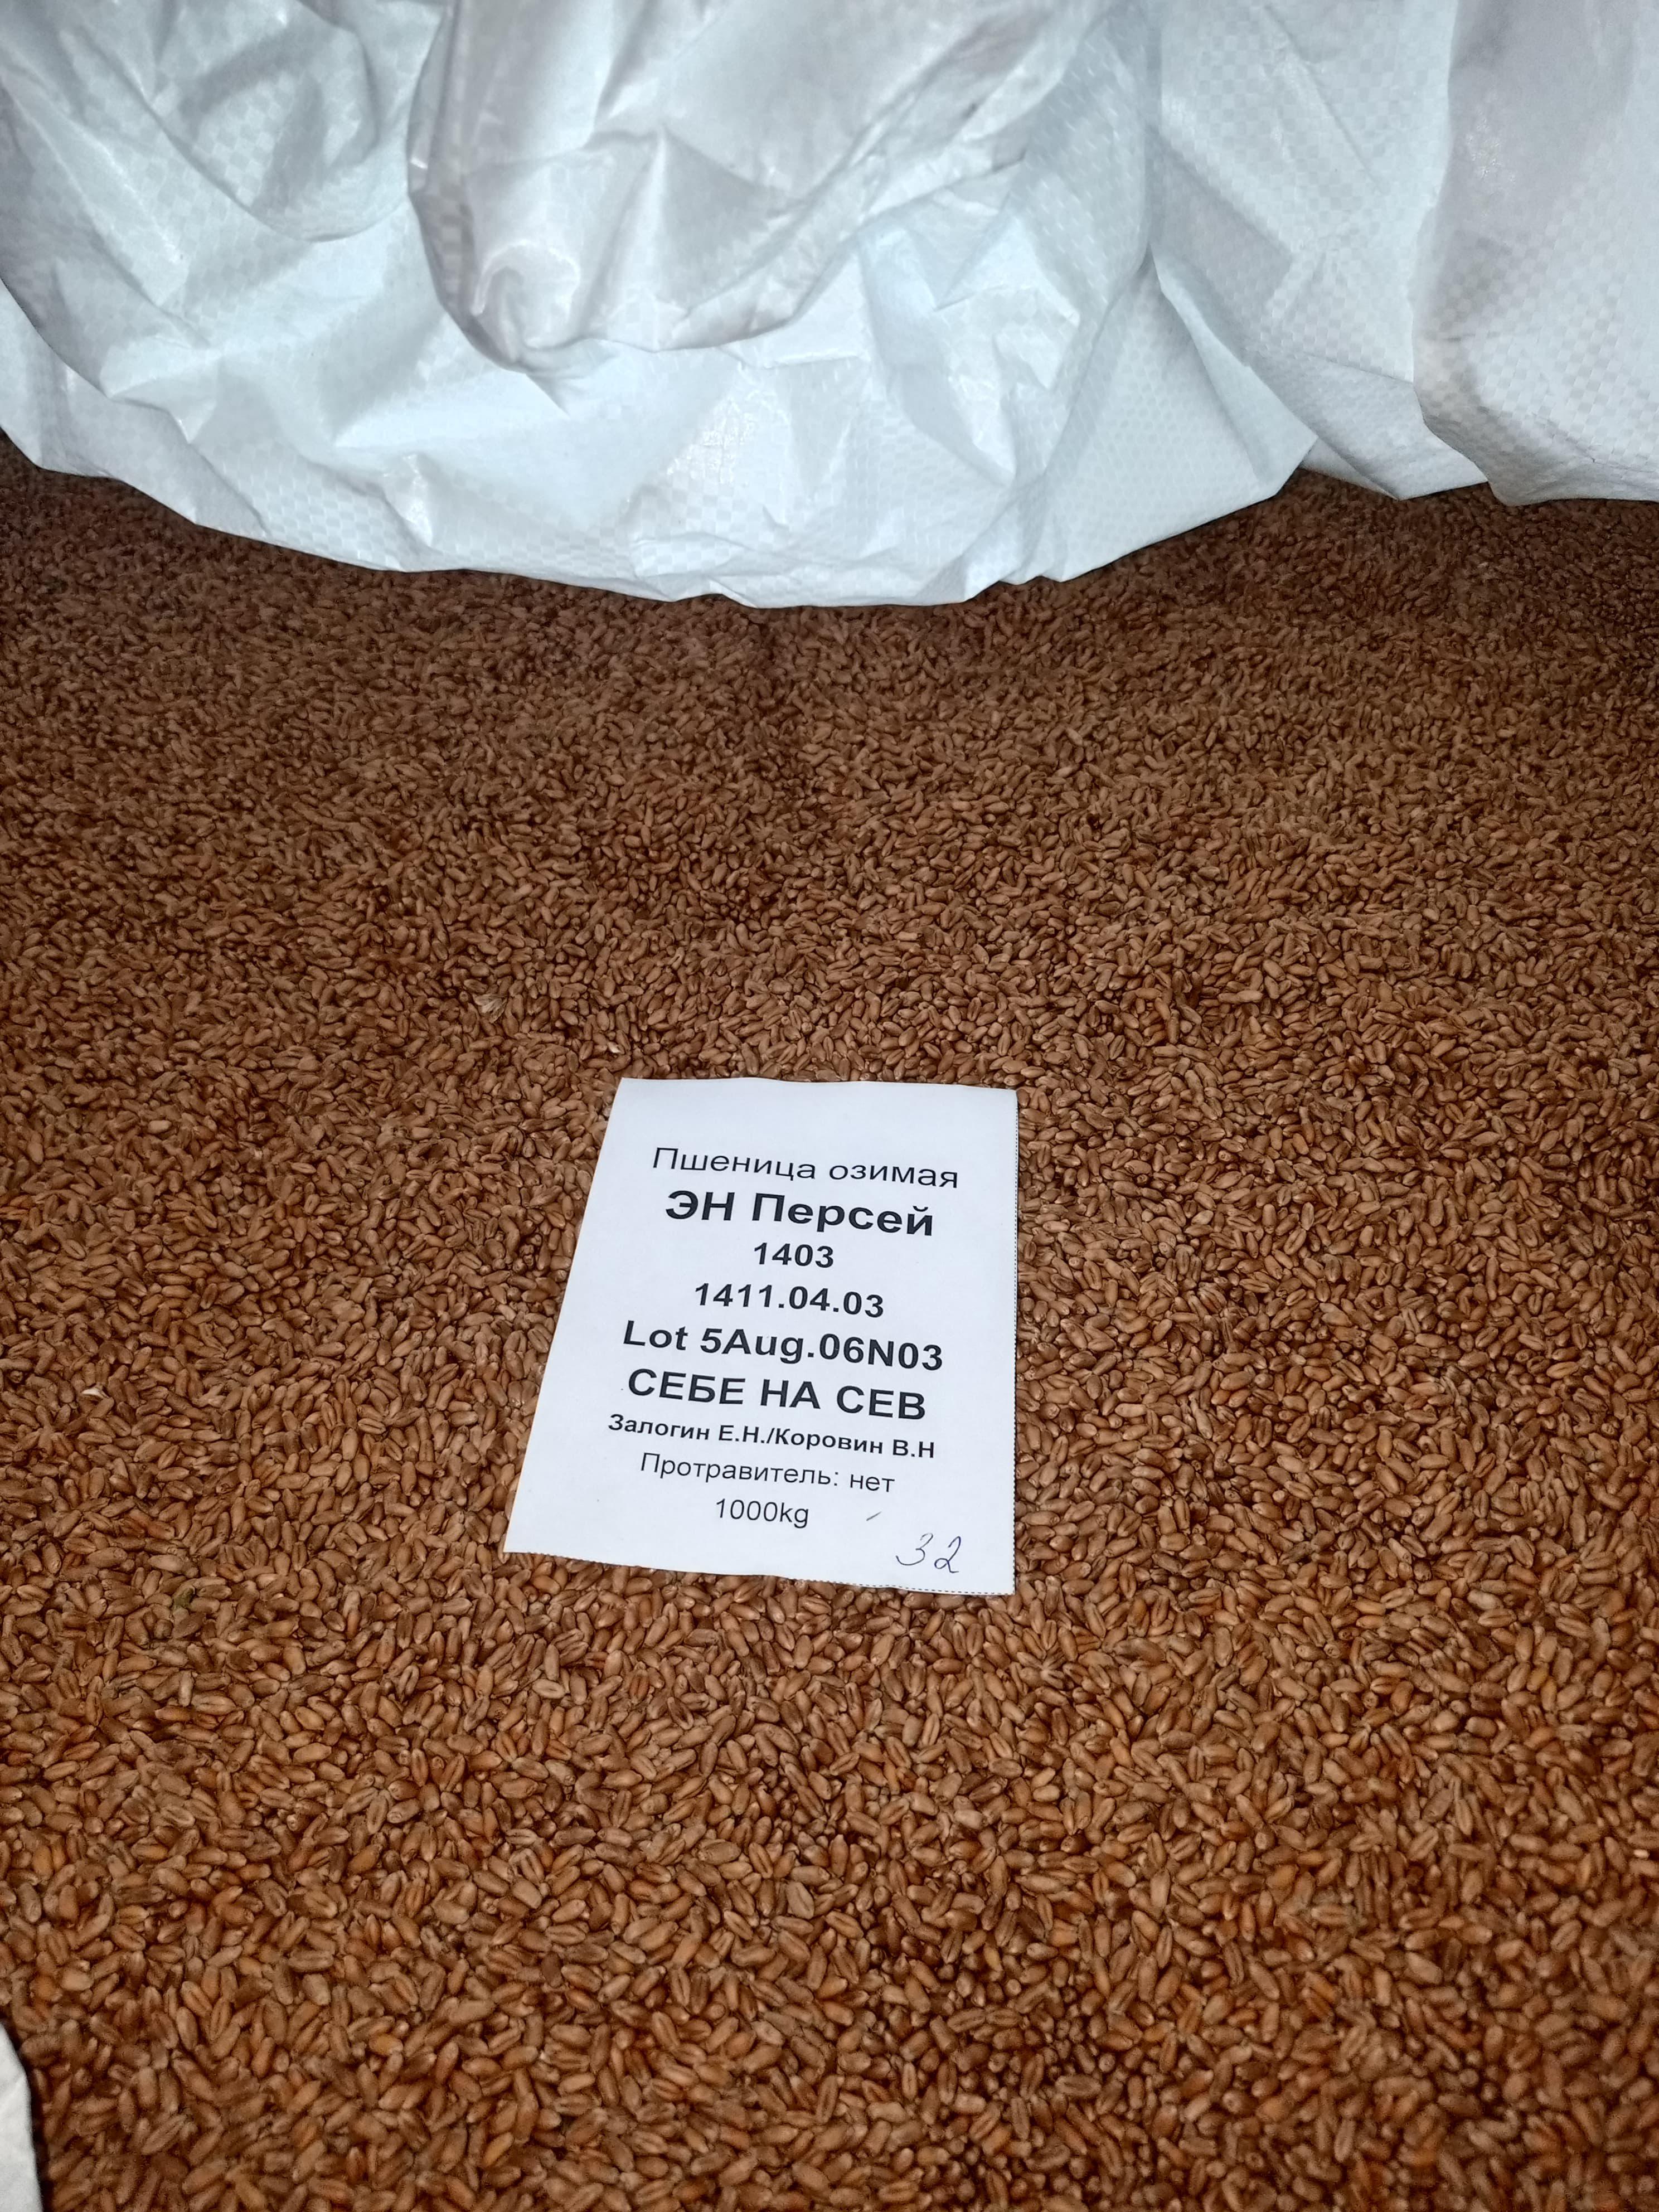 Пшеница озимая
ЭН Персей
1403
1411.04.03
Lot 5Aug.06N03
СЕБЕ НА СЕВ
Залогин Е.Н./Коровин В.Н
Протравитель: нет
1000kg
32